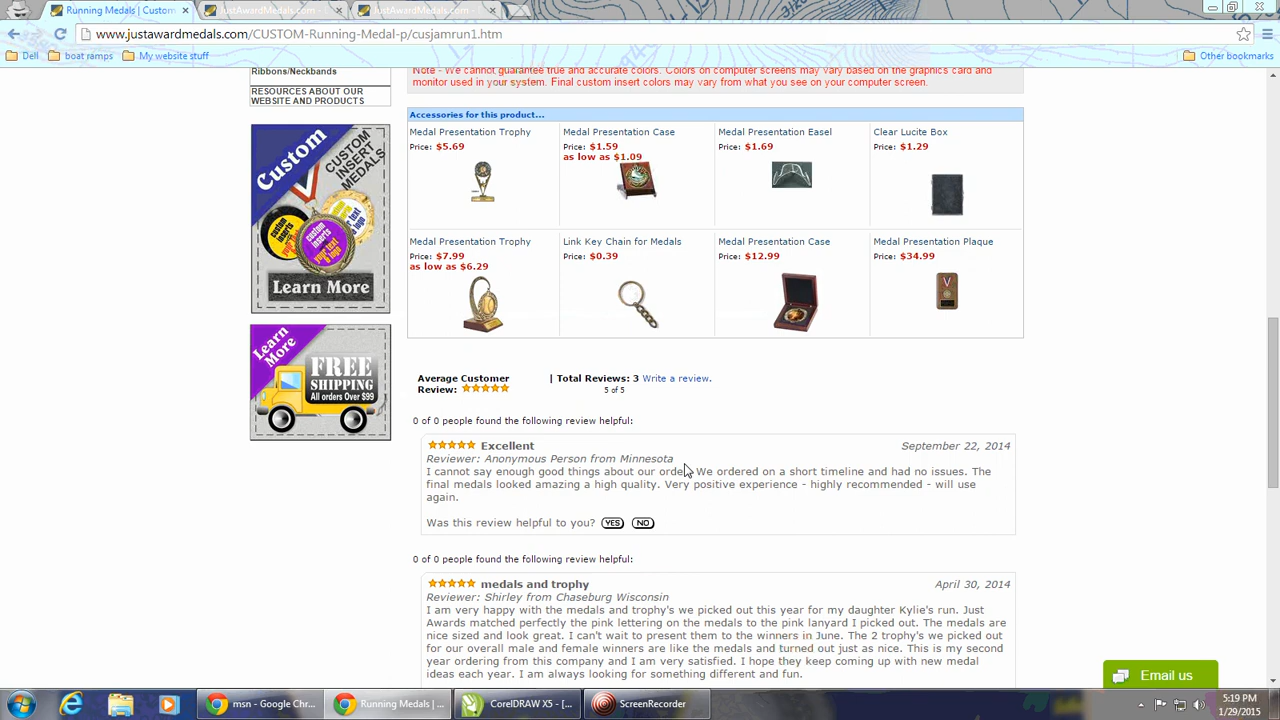 Running Medals | Custom
JustAwardMedals.com
JustAwardMedals.com
www.justawardmedals.com/CUSTOM-Running-Medal-p/cusjamrun1.htm
Dell
boat ramps
My website stuff
Other bookmarks
Ribbons/Neckbands
RESOURCES ABOUT OUR
WEBSITE AND PRODUCTS
Note - We cannot guarantee true and accurate colors. Colors on computer screens may vary based on the graphics card and
monitor used in your system. Final custom insert colors may vary from what you see on your computer screen.
Custom
CUSTOM
INSERT
MEDALS
custom
inserts
your text
& logo
Learn More
Learn
More
FREE
SHIPPING
All orders Over $99
Accessories for this product...
Medal Presentation Trophy
Price: $5.69
Medal Presentation Case
Price: $1.59
as low as $1.09
Medal Presentation Easel
Price: $1.69
Clear Lucite Box
Price: $1.29
Medal Presentation Trophy
Price: $7.99
as low as $6.29
Link Key Chain for Medals
Price: $0.39
Medal Presentation Case
Price: $12.99
Medal Presentation Plaque
Price: $34.99
Average Customer
Review:
| Total Reviews: 3 Write a review.
5 of 5
0 of 0 people found the following review helpful:
Excellent
September 22, 2014
Reviewer: Anonymous Person from Minnesota
I cannot say enough good things about our order. We ordered on a short timeline and had no issues. The
final medals looked amazing a high quality. Very positive experience - highly recommended - will use
again.
Was this review helpful to you? YES NO
0 of 0 people found the following review helpful:
medals and trophy
April 30, 2014
Reviewer: Shirley from Chaseburg Wisconsin
I am very happy with the medals and trophy's we picked out this year for my daughter Kylie's run. Just
Awards matched perfectly the pink lettering on the medals to the pink lanyard I picked out. The medals are
nice sized and look great. I can't wait to present them to the winners in June. The 2 trophy's we picked out
for our overall male and female winners are like the medals and turned out just as nice. This is my second
year ordering from this company and I am very satisfied. I hope they keep coming up with new medal
ideas each year. I am always looking for something different and fun.
Email us
msn - Google Chr...
Running Medals | ...
CorelDRAW X5 - [...
ScreenRecorder
5:19 PM
1/29/2015